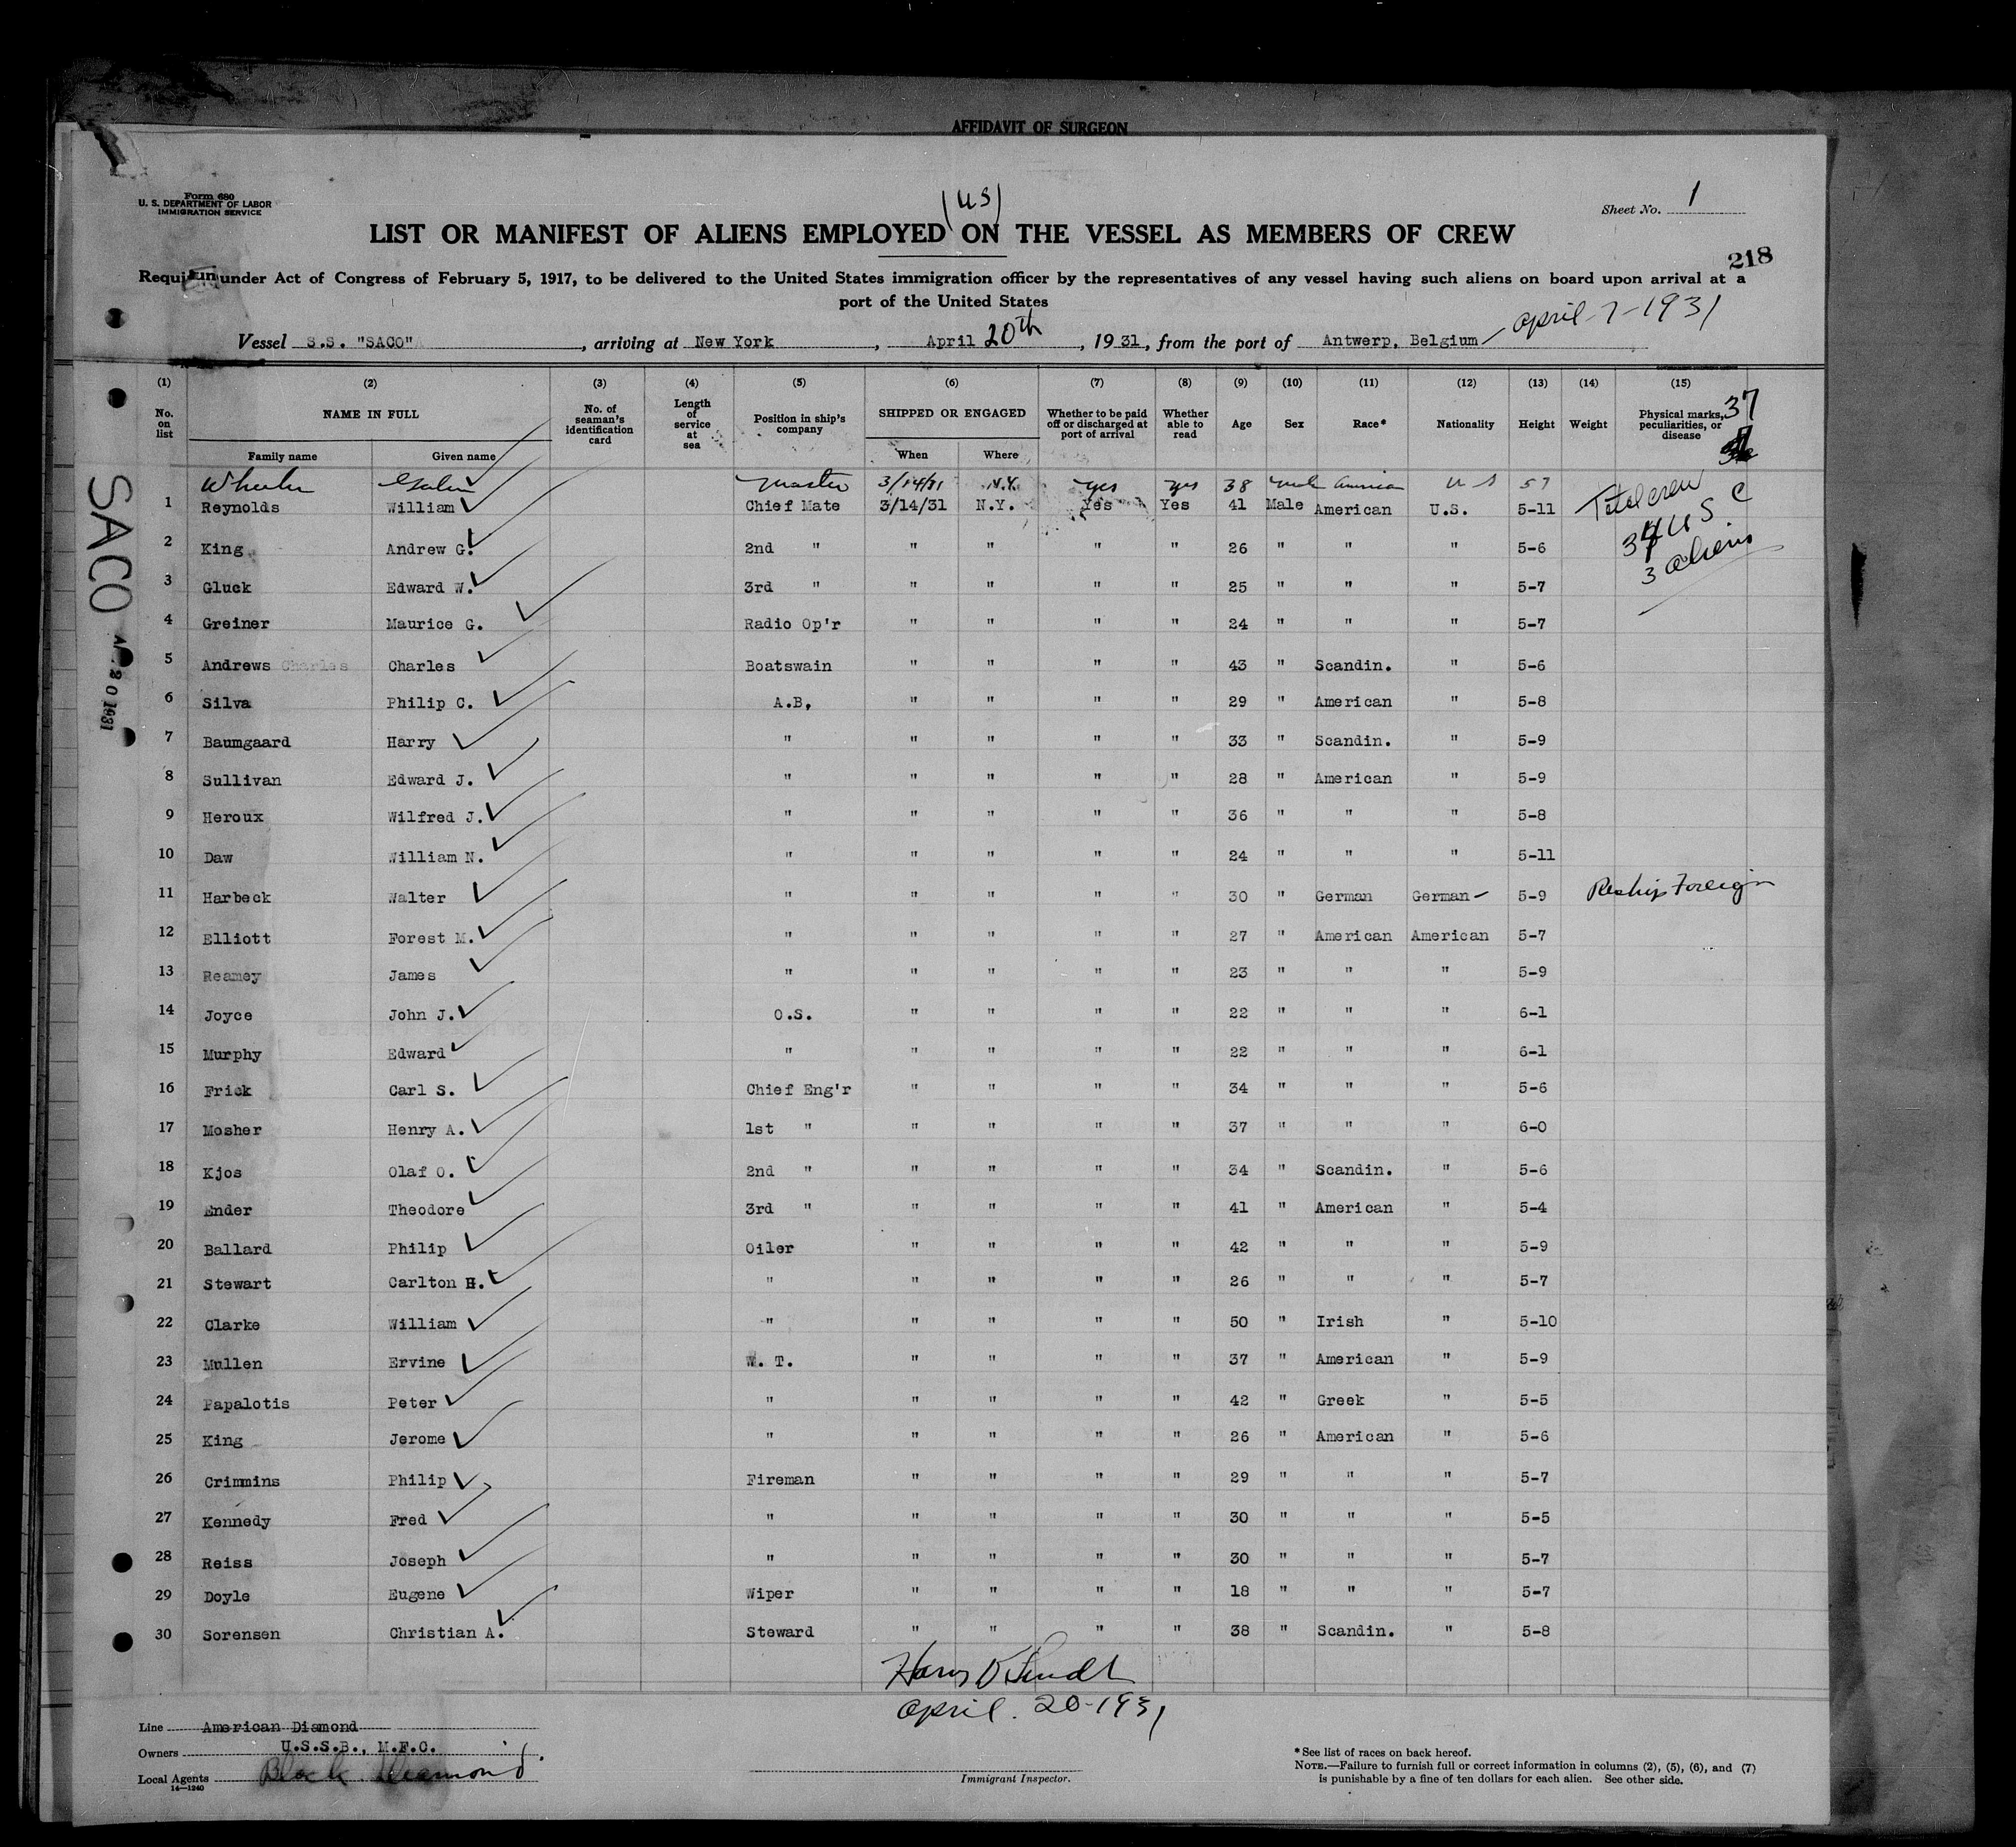 AFFIDAVIT OF SURGEON
Form 680
U. S. DEPARTMENT OF LABOR
IMMIGRATION SERVICE
(US)
Sheet No. 1
LIST OR MANIFEST OF ALIENS EMPLOYED ON THE VESSEL AS MEMBERS OF CREW
218
under Act of Congress of February 5, 1917, to be delivered to the United States immigration officer by the representatives of any vessel having such aliens on board upon arrival at a
port of the United States
Vessel S.S. "SACO", arriving at New York, April 20th, 1931, from the port of Antwerp, Belgium April-7-1931
(1) (2) (3) (4) (5) (6) (7) (8) (9) (10) (11) (12) (13) (14) (15)
No. on list NAME IN FULL No. of seaman's identification card Length of service at sea Position in ship's company SHIPPED OR ENGAGED Whether to be paid off or discharged at port of arrival Whether able to read Age Sex Race* Nationality Height Weight Physical marks, peculiarities, or disease 37
Family name Given name When Where
Wheeler Master 3/14/31 N.Y. Yes yes 38 Male American U S 57
1 Reynolds William Chief Mate 3/14/31 N.Y. Yes Yes 41 Male American U.S. 5-11
Total crew
34 U S C
3 aliens
2 King Andrew G. 2nd " " " " " 26 " " " 5-6
3 Gluck Edward W. 3rd " " " " " 25 " " " 5-7
4 Greiner Maurice G. Radio Op'r " " " " 24 " " " 5-7
5 Andrews Charles Charles Boatswain " " " " 43 " Scandin. " 5-6
6 Silva Philip C. A.B, " " " " 29 " American " 5-8
7 Baumgaard Harry " " " " " 33 " Scandin. " 5-9
8 Sullivan Edward J. " " " " " 28 " American " 5-9
9 Heroux Wilfred J. " " " " " 36 " " " 5-8
10 Daw William N. " " " " " 24 " " " 5-11
11 Harbeck Walter " " " " " 30 " German German - 5-9 Reship Foreign
12 Elliott Forest M. " " " " " 27 " American American 5-7
13 Reamey James " " " " " 23 " " " 5-9
14 Joyce John J. O.S. " " " " 22 " " " 6-1
15 Murphy Edward " " " " " 22 " " " 6-1
16 Frick Carl S. Chief Eng'r " " " " 34 " " " 5-6
17 Mosher Henry A. 1st " " " " " 37 " " " 6-0
18 Kjos Olaf O. 2nd " " " " " 34 " Scandin. " 5-6
19 Ender Theodore 3rd " " " " " 41 " American " 5-4
20 Ballard Philip Oiler " " " " 42 " " " 5-9
21 Stewart Carlton H. " " " " " 26 " " " 5-7
22 Clarke William " " " " " 50 " Irish " 5-10
23 Mullen Ervine W. T. " " " " 37 " American " 5-9
24 Papalotis Peter " " " " " 42 " Greek " 5-5
25 King Jerome " " " " " 26 " American " 5-6
26 Crimmins Philip Fireman " " " " 29 " " " 5-7
27 Kennedy Fred " " " " " 30 " " " 5-5
28 Reiss Joseph " " " " " 30 " " " 5-7
29 Doyle Eugene Wiper " " " " 18 " " " 5-7
30 Sorensen Christian A. Steward " " " " 38 " Scandin. " 5-8
SACO
20 1931
April. 20-1931
Immigrant Inspector.
Line American Diamond
Owners U.S.S.B., M.F.C.
Local Agents Black Diamond
14—1240
* See list of races on back hereof.
NOTE.—Failure to furnish full or correct information in columns (2), (5), (6), and (7)
is punishable by a fine of ten dollars for each alien. See other side.